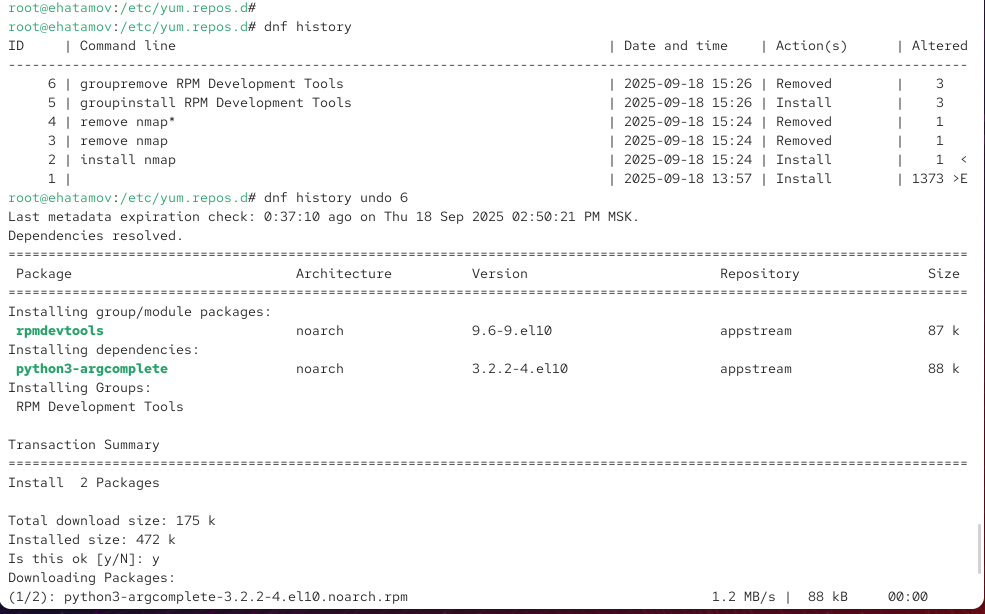 root@ehatamov:/etc/yum.repos.d#
root@ehatamov:/etc/yum.repos.d# dnf history
ID     | Command line                                                      | Date and time    | Action(s)      | Altered
------------------------------------------------------------------------------------------------------------------------
     6 | groupremove RPM Development Tools                                 | 2025-09-18 15:26 | Removed        |    3
     5 | groupinstall RPM Development Tools                                | 2025-09-18 15:26 | Install        |    3
     4 | remove nmap*                                                      | 2025-09-18 15:24 | Removed        |    1
     3 | remove nmap                                                       | 2025-09-18 15:24 | Removed        |    1
     2 | install nmap                                                      | 2025-09-18 15:24 | Install        |    1  <
     1 |                                                                   | 2025-09-18 13:57 | Install        | 1373 >E
root@ehatamov:/etc/yum.repos.d# dnf history undo 6
Last metadata expiration check: 0:37:10 ago on Thu 18 Sep 2025 02:50:21 PM MSK.
Dependencies resolved.
========================================================================================================================
 Package                            Architecture          Version                        Repository                Size
========================================================================================================================
Installing group/module packages:
 rpmdevtools                        noarch                9.6-9.el10                     appstream                 87 k
Installing dependencies:
 python3-argcomplete                noarch                3.2.2-4.el10                   appstream                 88 k
Installing Groups:
 RPM Development Tools
Transaction Summary
========================================================================================================================
Install  2 Packages
Total download size: 175 k
Installed size: 472 k
Is this ok [y/N]: y
Downloading Packages:
(1/2): python3-argcomplete-3.2.2-4.el10.noarch.rpm                                      1.2 MB/s |  88 kB     00:00